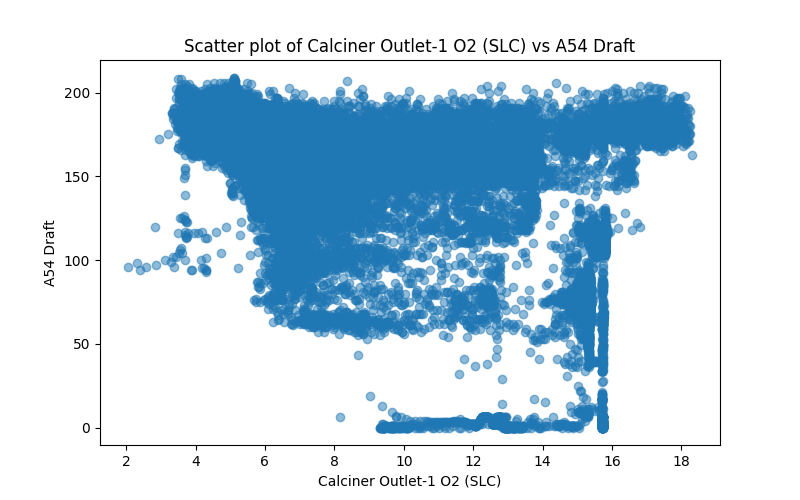 Scatter plot of Calciner Outlet-1 O2 (SLC) vs A54 Draft
200
150
100
50
0
A54 Draft
2 4 6 8 10 12 14 16 18
Calciner Outlet-1 O2 (SLC)